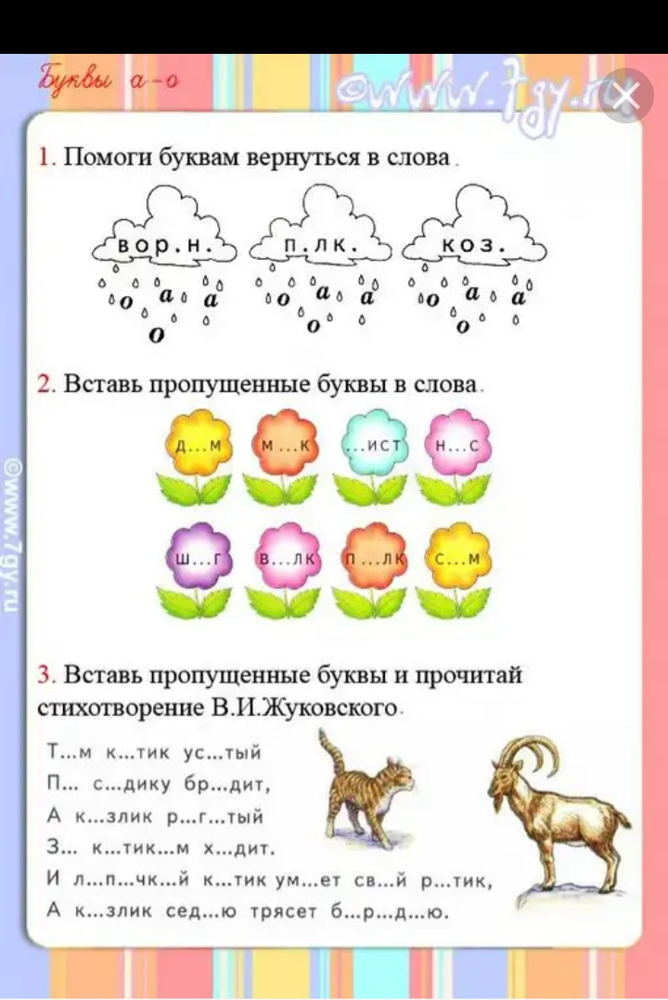 Буквы а-о
©www.7gy.ru
1. Помоги буквам вернуться в слова.
вор.н. п.лк. коз.
о а а о о а а о о а а о
2. Вставь пропущенные буквы в слова.
д...м м...к ...ист н...с
ш...г в...лк п...лк с...м
3. Вставь пропущенные буквы и прочитай
стихотворение В.И.Жуковского.
Т...м к...тик ус...тый
П... с...дику бр...дит,
А к...злик р...г...тый
З... к...тик...м х...дит.
И л...п...чк...й к...тик ум...ет св...й р...тик,
А к...злик сед...ю трясет б...р...д...ю.
©www.7gy.ru